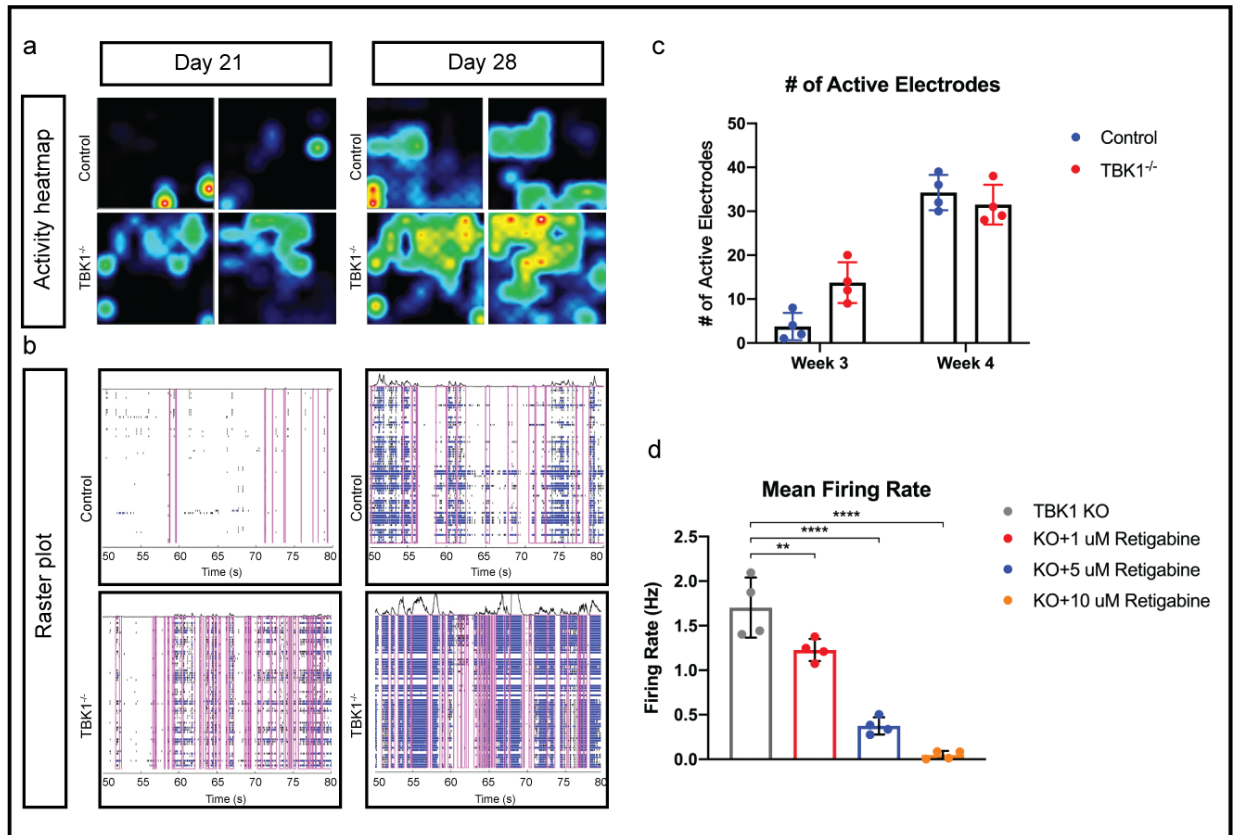 a
Day 21
Day 28
Activity heatmap
Control
Control
TBK1-/-
TBK1-/-
b
Raster plot
Control
50 55 60 65 70 75 80
Time (s)
Control
50 55 60 65 70 75 80
Time (s)
TBK1-/-
50 55 60 65 70 75 80
Time (s)
TBK1-/-
50 55 60 65 70 75 80
Time (s)
c
# of Active Electrodes
# of Active Electrodes
50
40
30
20
10
0
Week 3 Week 4
Control
TBK1-/-
d
Mean Firing Rate
Firing Rate (Hz)
2.5
2.0
1.5
1.0
0.5
0.0
****
****
**
TBK1 KO
KO+1 uM Retigabine
KO+5 uM Retigabine
KO+10 uM Retigabine